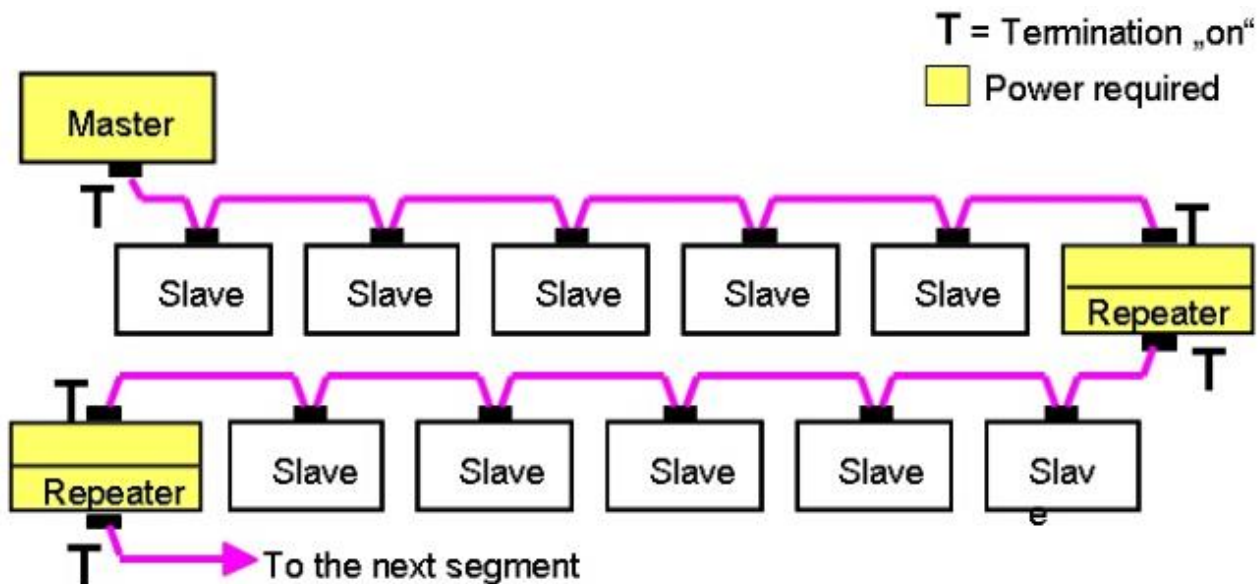 T = Termination „on“
Power required
Master
T
T
Slave Slave Slave Slave Slave
Repeater
T
T
Slave Slave Slave Slave Slav
e
Repeater
T
To the next segment